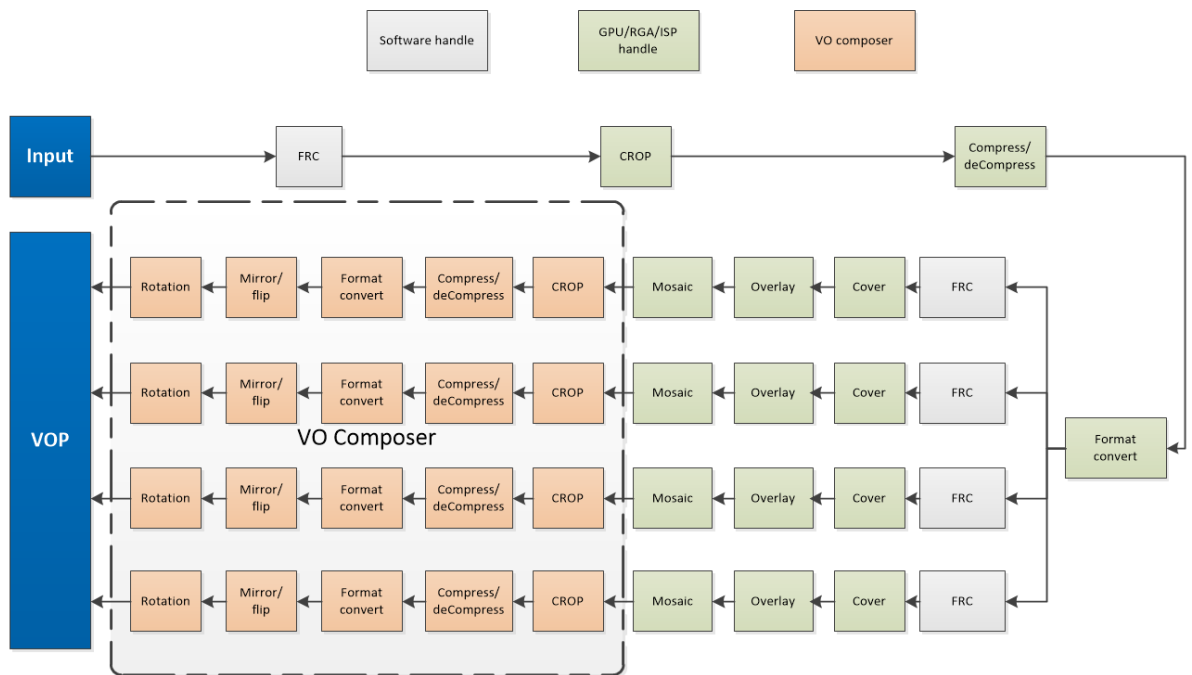 Software handle
GPU/RGA/ISP
handle
VO composer
Input
FRC
CROP
Compress/
deCompress
VOP
Rotation
Mirror/
flip
Format
convert
Compress/
deCompress
CROP
Mosaic
Overlay
Cover
FRC
Rotation
Mirror/
flip
Format
convert
Compress/
deCompress
CROP
Mosaic
Overlay
Cover
FRC
VO Composer
Format
convert
Rotation
Mirror/
flip
Format
convert
Compress/
deCompress
CROP
Mosaic
Overlay
Cover
FRC
Rotation
Mirror/
flip
Format
convert
Compress/
deCompress
CROP
Mosaic
Overlay
Cover
FRC